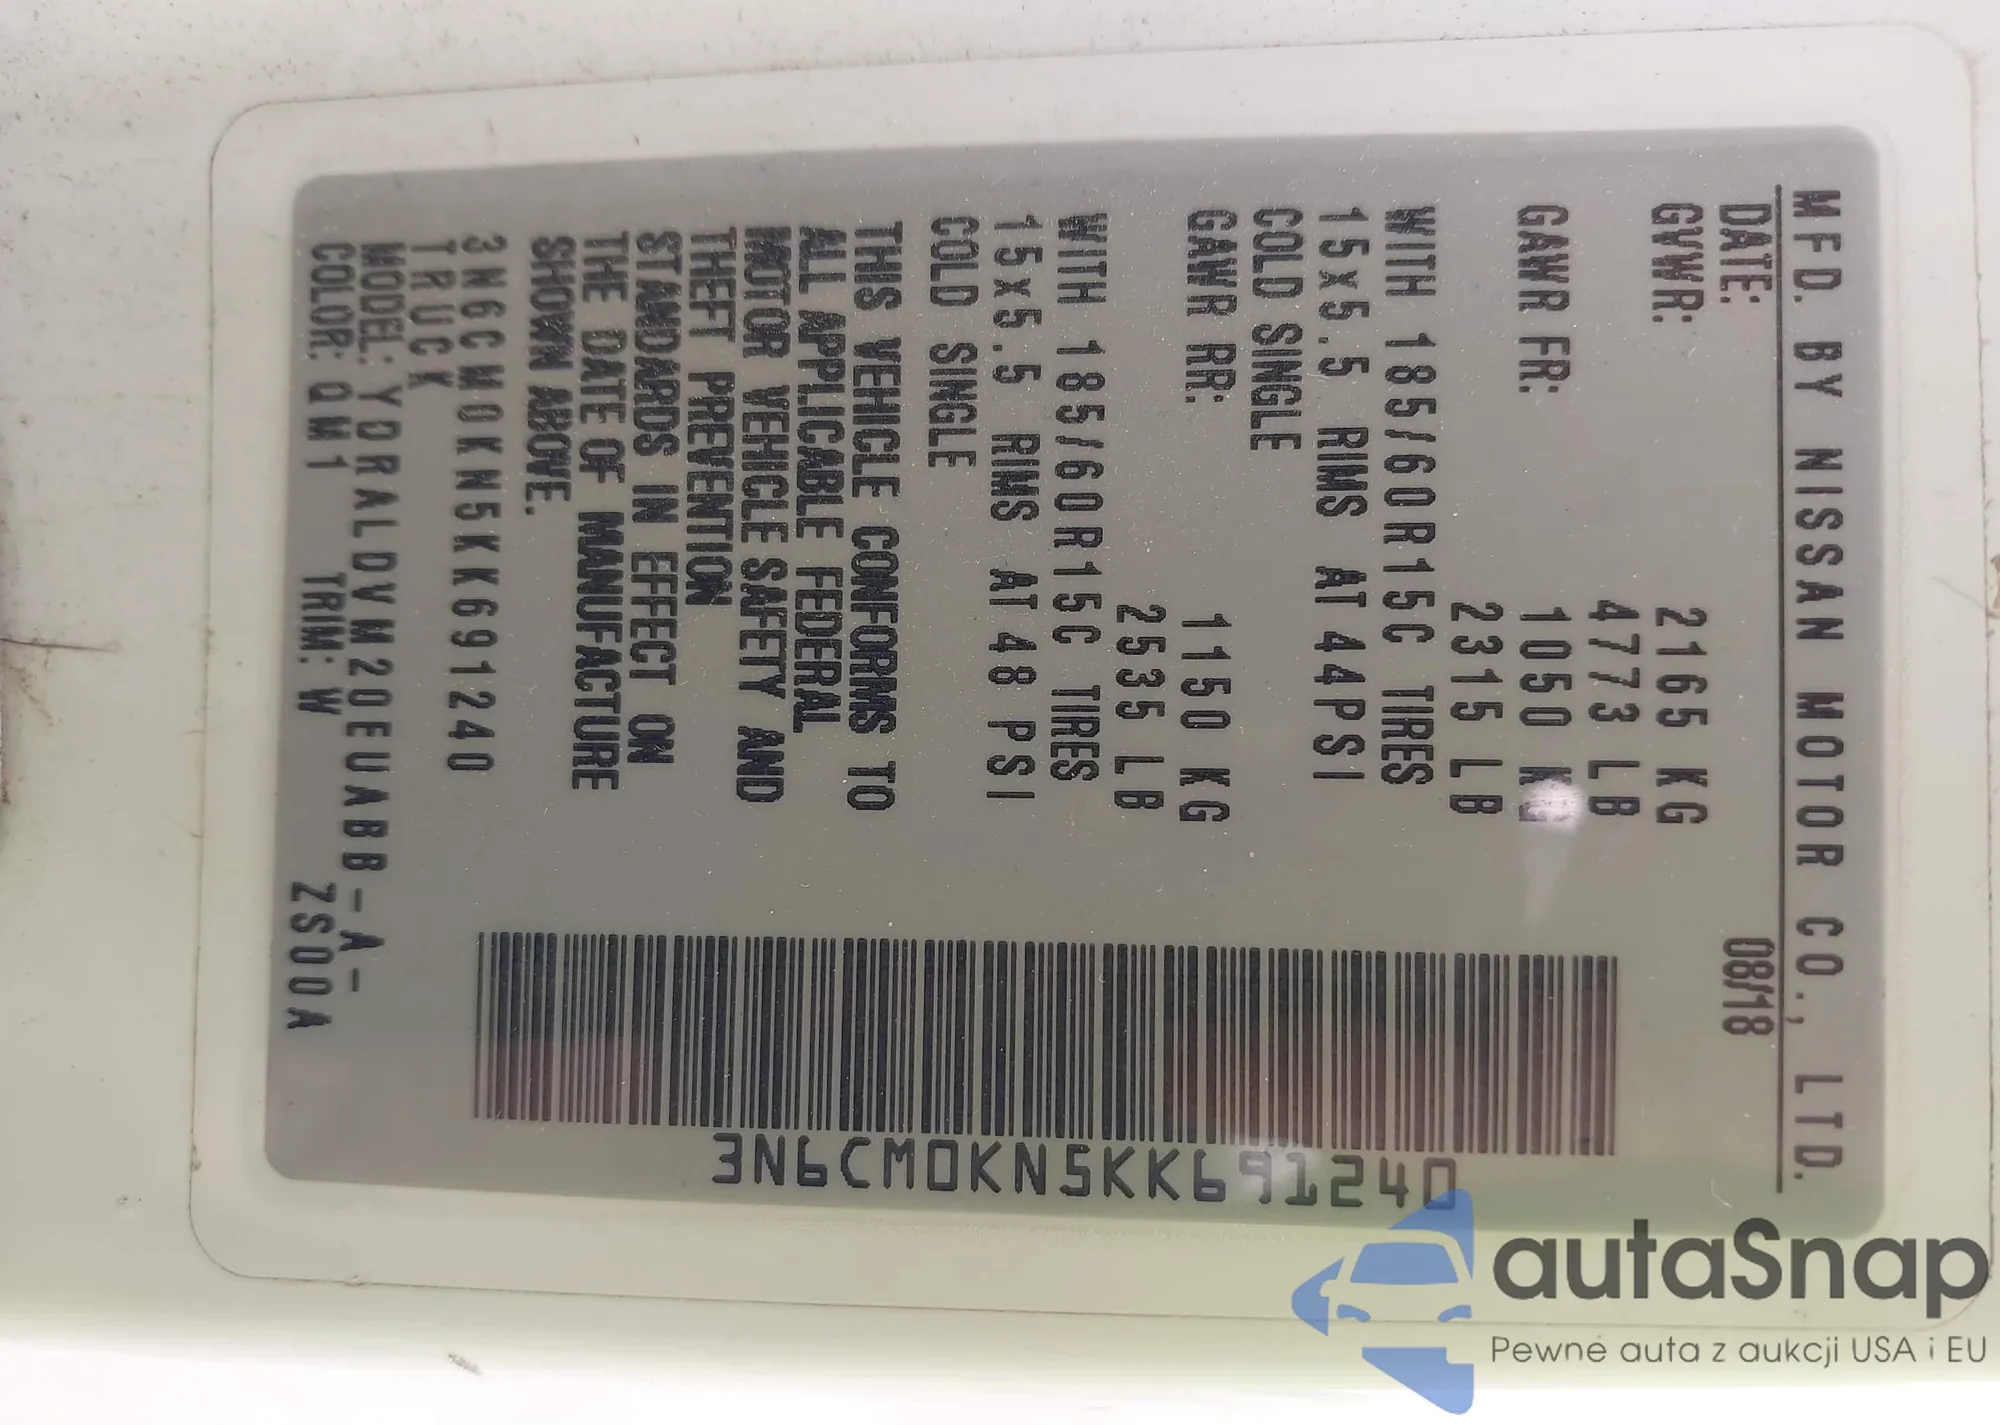 MFD. BY NISSAN MOTOR CO., LTD.
DATE: 08/18
GVWR: 2165 KG
4773 LB
GAWR FR: 1050 KG
2315 LB
WITH 185/60R15C TIRES
15x5.5 RIMS AT 44PSI
COLD SINGLE
GAWR RR: 1150 KG
2535 LB
WITH 185/60R15C TIRES
15x5.5 RIMS AT 48 PSI
COLD SINGLE
THIS VEHICLE CONFORMS TO
ALL APPLICABLE FEDERAL
MOTOR VEHICLE SAFETY AND
THEFT PREVENTION
STANDARDS IN EFFECT ON
THE DATE OF MANUFACTURE
SHOWN ABOVE.
3N6CM0KN5KK691240
TRUCK
MODEL: YDRALDVM20EUABB-A-
COLOR: QM1 TRIM: W ZS00A
3N6CM0KN5KK691240
autaSnap
Pewne auta z aukcji USA i EU